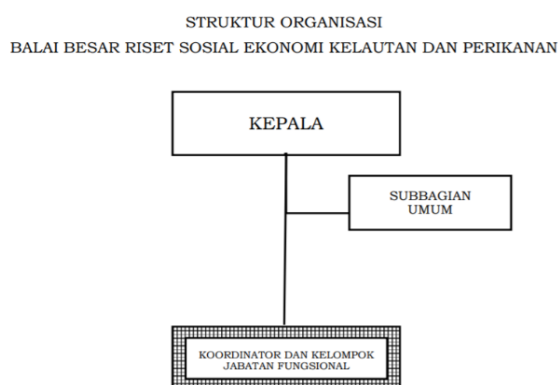 STRUKTUR ORGANISASI
BALAI BESAR RISET SOSIAL EKONOMI KELAUTAN DAN PERIKANAN
KEPALA
SUBBAGIAN
UMUM
KOORDINATOR DAN KELOMPOK
JABATAN FUNGSIONAL